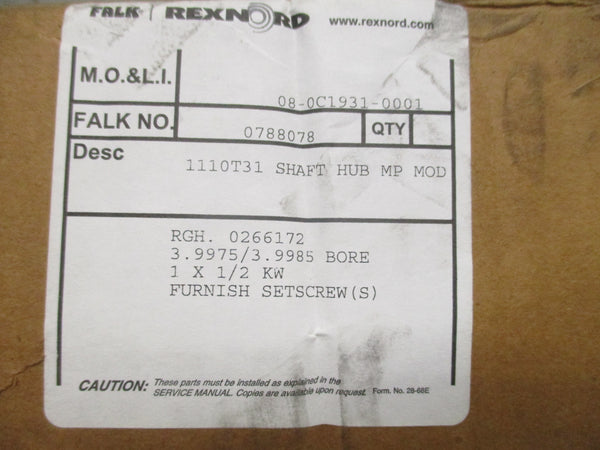 FALK | REXNORD www.rexnord.com
M.O.&L.I. 08-0C1931-0001
FALK NO. 0788078 QTY
Desc 1110T31 SHAFT HUB MP MOD
RGH. 0266172
3.9975/3.9985 BORE
1 X 1/2 KW
FURNISH SETSCREW(S)
CAUTION: These parts must be installed as explained in the
SERVICE MANUAL. Copies are available upon request. Form. No. 29-68E